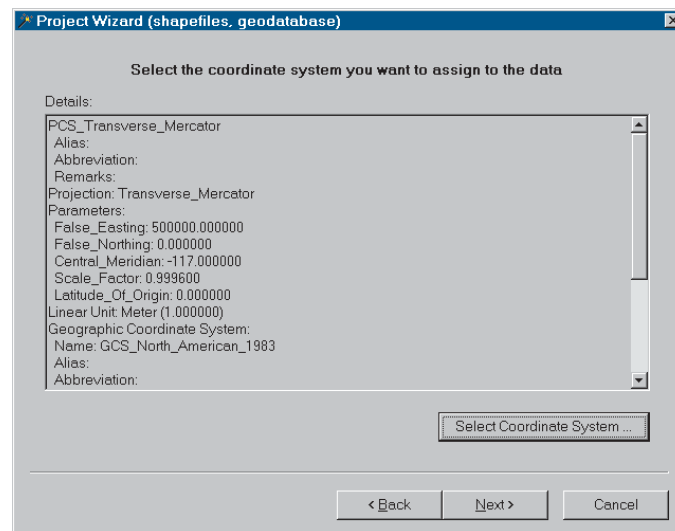 Project Wizard (shapefiles, geodatabase)
Select the coordinate system you want to assign to the data
Details:
PCS_Transverse_Mercator
Alias:
Abbreviation:
Remarks:
Projection: Transverse_Mercator
Parameters:
False_Easting: 500000.000000
False_Northing: 0.000000
Central_Meridian: -117.000000
Scale_Factor: 0.999600
Latitude_Of_Origin: 0.000000
Linear Unit: Meter (1.000000)
Geographic Coordinate System:
Name: GCS_North_American_1983
Alias:
Abbreviation:
Select Coordinate System ...
< Back Next > Cancel